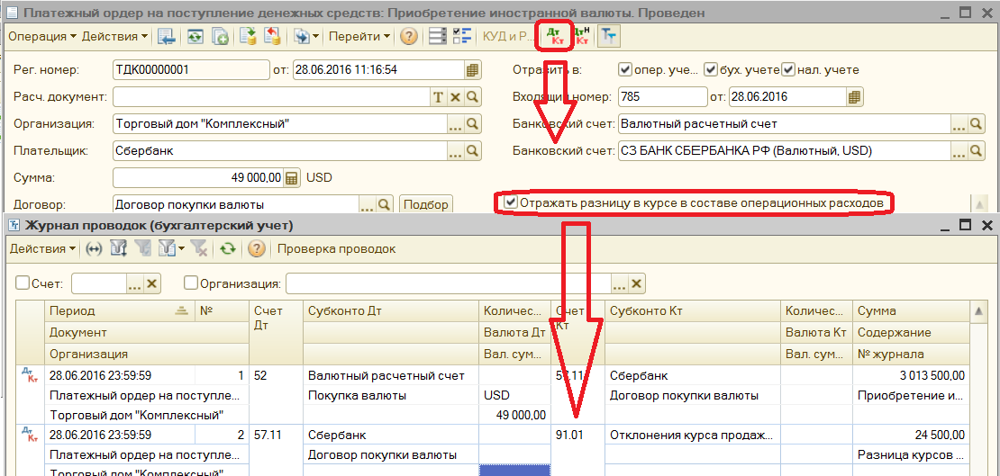 Платежный ордер на поступление денежных средств: Приобретение иностранной валюты. Проведен
Операция Действия Перейти КУД и Р... Дт Кт ДтН Кт
Рег. номер: ТДК00000001 от: 28.06.2016 11:16:54 Отразить в: опер. уче... бух. учете нал. учете
Расч. документ: Входящий номер: 785 от: 28.06.2016
Организация: Торговый дом "Комплексный" Банковский счет: Валютный расчетный счет
Плательщик: Сбербанк Банковский счет: СЗ БАНК СБЕРБАНКА РФ (Валютный, USD)
Сумма: 49 000,00 USD
Договор: Договор покупки валюты Подбор Отражать разницу в курсе в составе операционных расходов
Журнал проводок (бухгалтерский учет)
Действия Проверка проводок
Счет: Организация:
Период № Счет Дт Субконто Дт Количес... Счет Кт Субконто Кт Количес... Сумма
Документ Валюта Дт Валюта Кт Содержание
Организация Вал. сум... Вал. сум... № журнала
28.06.2016 23:59:59 1 52 Валютный расчетный счет 57.11 Сбербанк 3 013 500,00
Платежный ордер на поступле... Покупка валюты USD Договор покупки валюты Приобретение и...
Торговый дом "Комплексный" 49 000,00
28.06.2016 23:59:59 2 57.11 Сбербанк 91.01 Отклонения курса продаж... 24 500,00
Платежный ордер на поступле... Договор покупки валюты Разница курсов
Торговый дом "Комплексный"